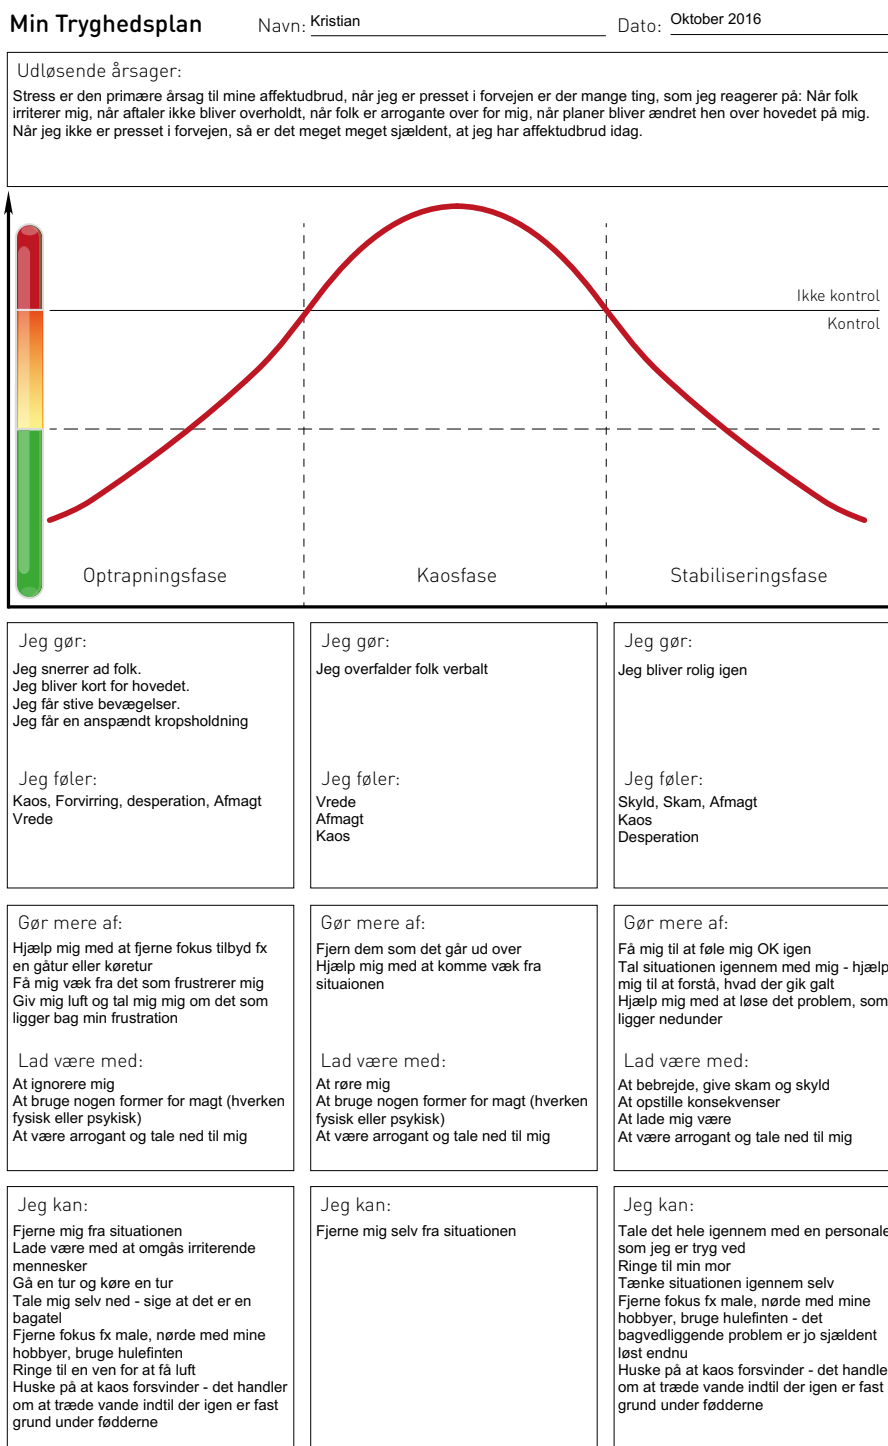 Min Tryghedsplan
Navn: Kristian
Dato: Oktober 2016
Udløsende årsager:
Stress er den primære årsag til mine affektudbrud, når jeg er presset i forvejen er der mange ting, som jeg reagerer på: Når folk
irriterer mig, når aftaler ikke bliver overholdt, når folk er arrogante over for mig, når planer bliver ændret hen over hovedet på mig.
Når jeg ikke er presset i forvejen, så er det meget meget sjældent, at jeg har affektudbrud idag.
Ikke kontrol
Kontrol
Optrapningsfase
Kaosfase
Stabiliseringsfase
Jeg gør:
Jeg snerrer ad folk.
Jeg bliver kort for hovedet.
Jeg får stive bevægelser.
Jeg får en anspændt kropsholdning
Jeg føler:
Kaos, Forvirring, desperation, Afmagt
Vrede
Jeg gør:
Jeg overfalder folk verbalt
Jeg føler:
Vrede
Afmagt
Kaos
Jeg gør:
Jeg bliver rolig igen
Jeg føler:
Skyld, Skam, Afmagt
Kaos
Desperation
Gør mere af:
Hjælp mig med at fjerne fokus tilbyd fx
en gåtur eller køretur
Få mig væk fra det som frustrerer mig
Giv mig luft og tal mig mig om det som
ligger bag min frustration
Lad være med:
At ignorere mig
At bruge nogen former for magt (hverken
fysisk eller psykisk)
At være arrogant og tale ned til mig
Gør mere af:
Fjern dem som det går ud over
Hjælp mig med at komme væk fra
situaionen
Lad være med:
At røre mig
At bruge nogen former for magt (hverken
fysisk eller psykisk)
At være arrogant og tale ned til mig
Gør mere af:
Få mig til at føle mig OK igen
Tal situationen igennem med mig - hjælp
mig til at forstå, hvad der gik galt
Hjælp mig med at løse det problem, som
ligger nedunder
Lad være med:
At bebrejde, give skam og skyld
At opstille konsekvenser
At lade mig være
At være arrogant og tale ned til mig
Jeg kan:
Fjerne mig fra situationen
Lade være med at omgås irriterende
mennesker
Gå en tur og køre en tur
Tale mig selv ned - sige at det er en
bagatel
Fjerne fokus fx male, nørde med mine
hobbyer, bruge hulefinten
Ringe til en ven for at få luft
Huske på at kaos forsvinder - det handler
om at træde vande indtil der igen er fast
grund under fødderne
Jeg kan:
Fjerne mig selv fra situationen
Jeg kan:
Tale det hele igennem med en personale
som jeg er tryg ved
Ringe til min mor
Tænke situationen igennem selv
Fjerne fokus fx male, nørde med mine
hobbyer, bruge hulefinten - det
bagvedliggende problem er jo sjældent
løst endnu
Huske på at kaos forsvinder - det handle
om at træde vande indtil der igen er fast
grund under fødderne